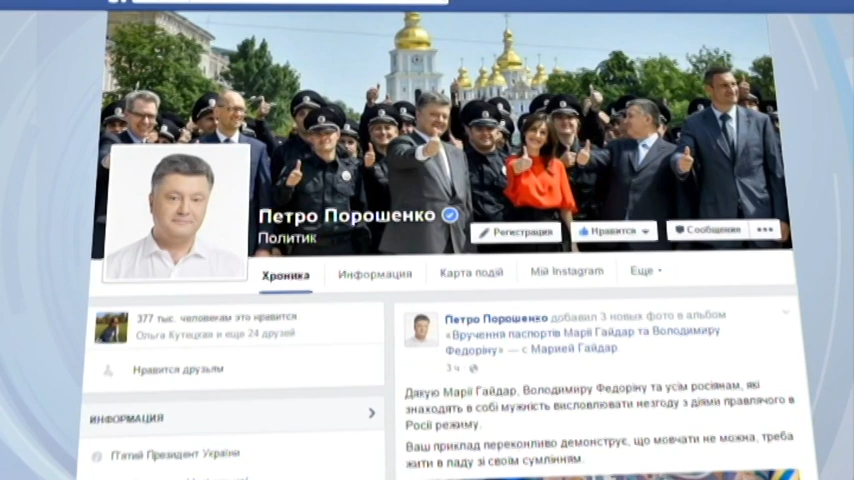 Петро Порошенко
Политик
Регистрация
Нравится
Сообщения
Хроника
Информация
Карта подій
Мій Instagram
Еще
377 тыс. человекам это нравится
Ольга Кутецкая и еще 24 друзей
Нравится друзьям
ИНФОРМАЦИЯ
П'ятий Президент України
Петро Порошенко добавил 3 новых фото в альбом
«Вручення паспортів Марії Гайдар та Володимиру
Федоріну» — с Марией Гайдар.
3 ч ·
Дякую Марії Гайдар, Володимиру Федоріну та усім росіянам, які
знаходять в собі мужність висловлювати незгоду з діями правлячого в
Росії режиму.
Ваш приклад переконливо демонструє, що мовчати не можна, треба
жити в ладу зі своїм сумлінням.